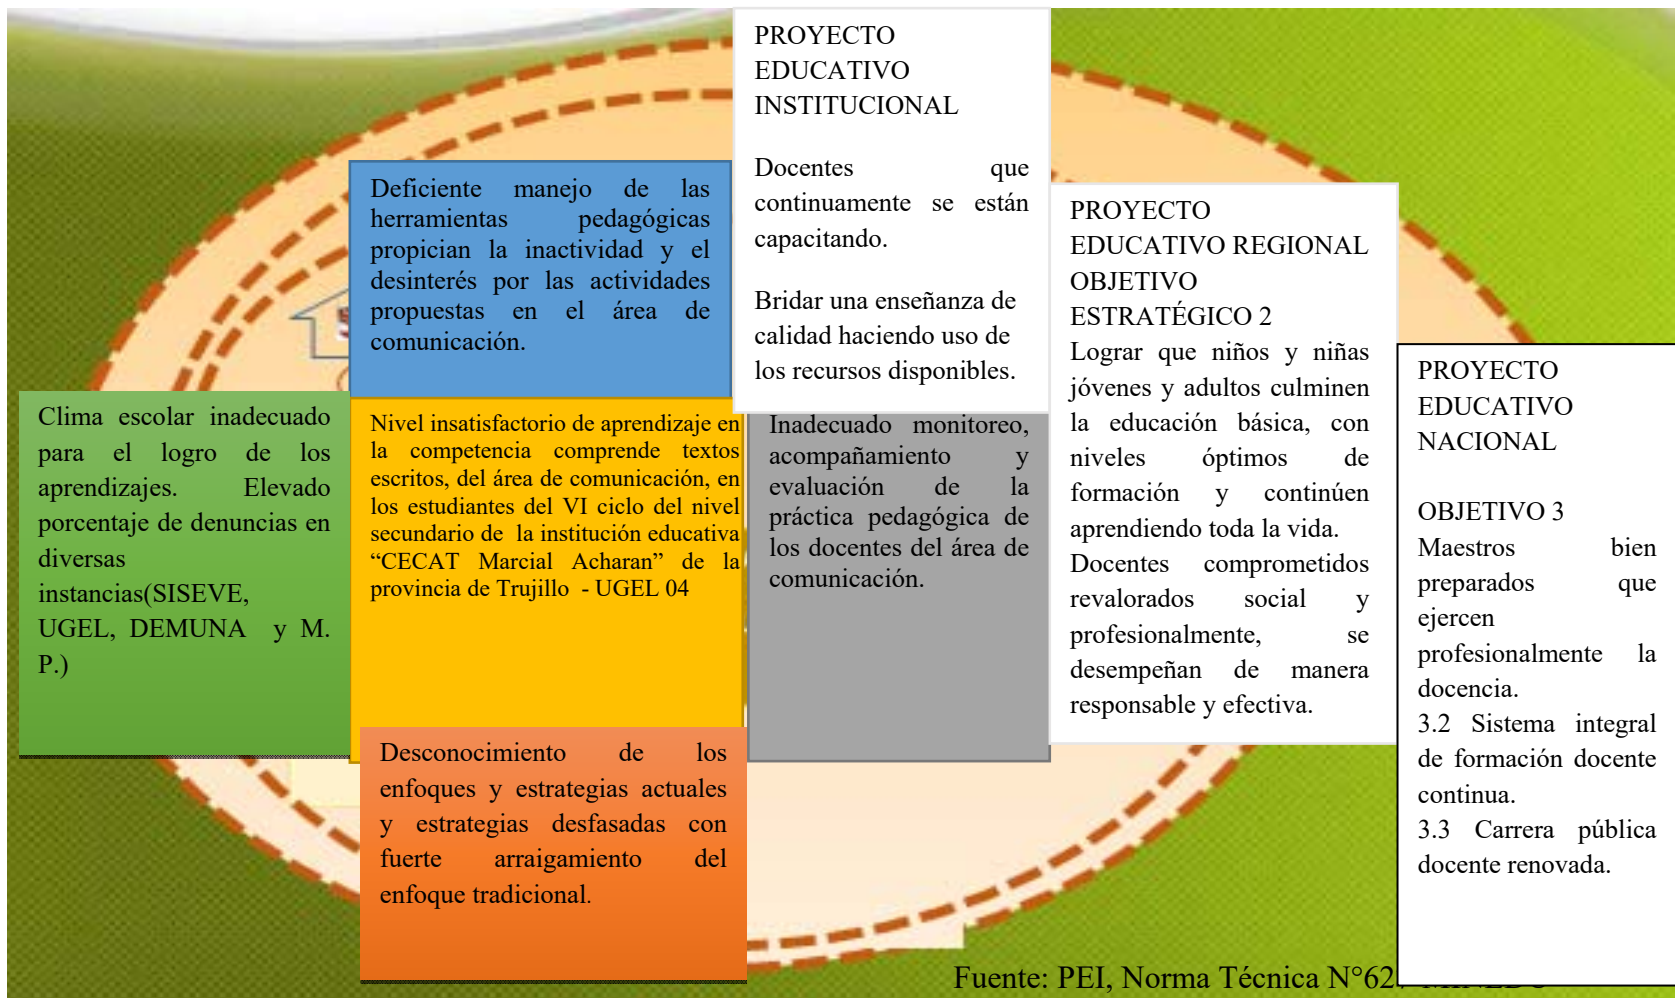 PROYECTO
EDUCATIVO
INSTITUCIONAL
Docentes que
continuamente se están
capacitando.
Bridar una enseñanza de
calidad haciendo uso de
los recursos disponibles.
Deficiente manejo de las
herramientas pedagógicas
propician la inactividad y el
desinterés por las actividades
propuestas en el área de
comunicación.
PROYECTO
EDUCATIVO REGIONAL
OBJETIVO
ESTRATÉGICO 2
Lograr que niños y niñas
jóvenes y adultos culminen
la educación básica, con
niveles óptimos de
formación y continúen
aprendiendo toda la vida.
Docentes comprometidos
revalorados social y
profesionalmente, se
desempeñan de manera
responsable y efectiva.
PROYECTO
EDUCATIVO
NACIONAL
OBJETIVO 3
Maestros bien
preparados que
ejercen
profesionalmente la
docencia.
3.2 Sistema integral
de formación docente
continua.
3.3 Carrera pública
docente renovada.
Clima escolar inadecuado
para el logro de los
aprendizajes. Elevado
porcentaje de denuncias en
diversas
instancias(SISEVE,
UGEL, DEMUNA y M.
P.)
Nivel insatisfactorio de aprendizaje en
la competencia comprende textos
escritos, del área de comunicación, en
los estudiantes del VI ciclo del nivel
secundario de la institución educativa
“CECAT Marcial Acharan” de la
provincia de Trujillo - UGEL 04
Inadecuado monitoreo,
acompañamiento y
evaluación de la
práctica pedagógica de
los docentes del área de
comunicación.
Desconocimiento de los
enfoques y estrategias actuales
y estrategias desfasadas con
fuerte arraigamiento del
enfoque tradicional.
Fuente: PEI, Norma Técnica